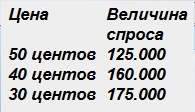 Цена Величина
спроса
50 центов 125.000
40 центов 160.000
30 центов 175.000